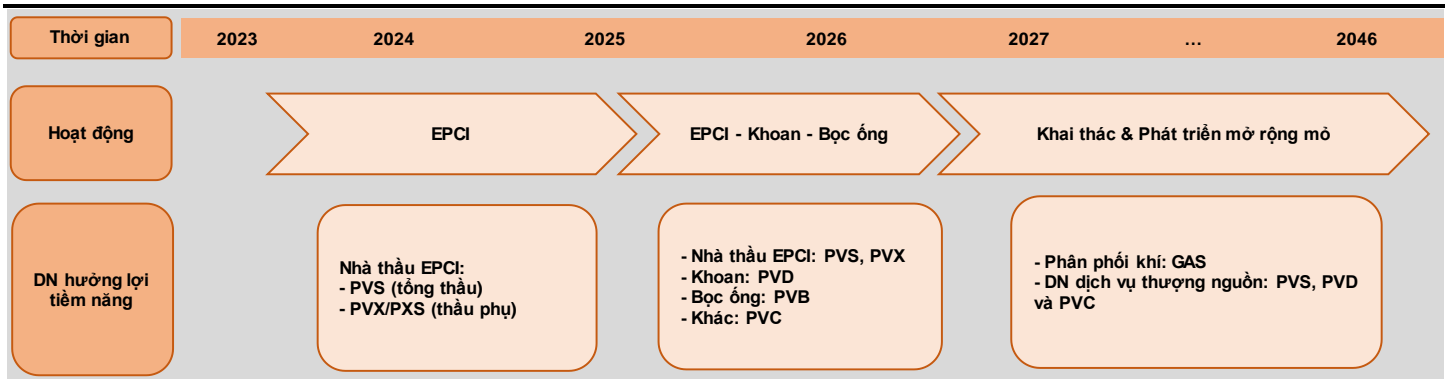 Thời gian
2023 2024 2025 2026 2027 ... 2046
Hoạt động
EPCI
EPCI - Khoan - Bọc ống
Khai thác & Phát triển mở rộng mỏ
DN hưởng lợi
tiềm năng
Nhà thầu EPCI:
- PVS (tổng thầu)
- PVX/PXS (thầu phụ)
- Nhà thầu EPCI: PVS, PVX
- Khoan: PVD
- Bọc ống: PVB
- Khác: PVC
- Phân phối khí: GAS
- DN dịch vụ thượng nguồn: PVS, PVD
và PVC